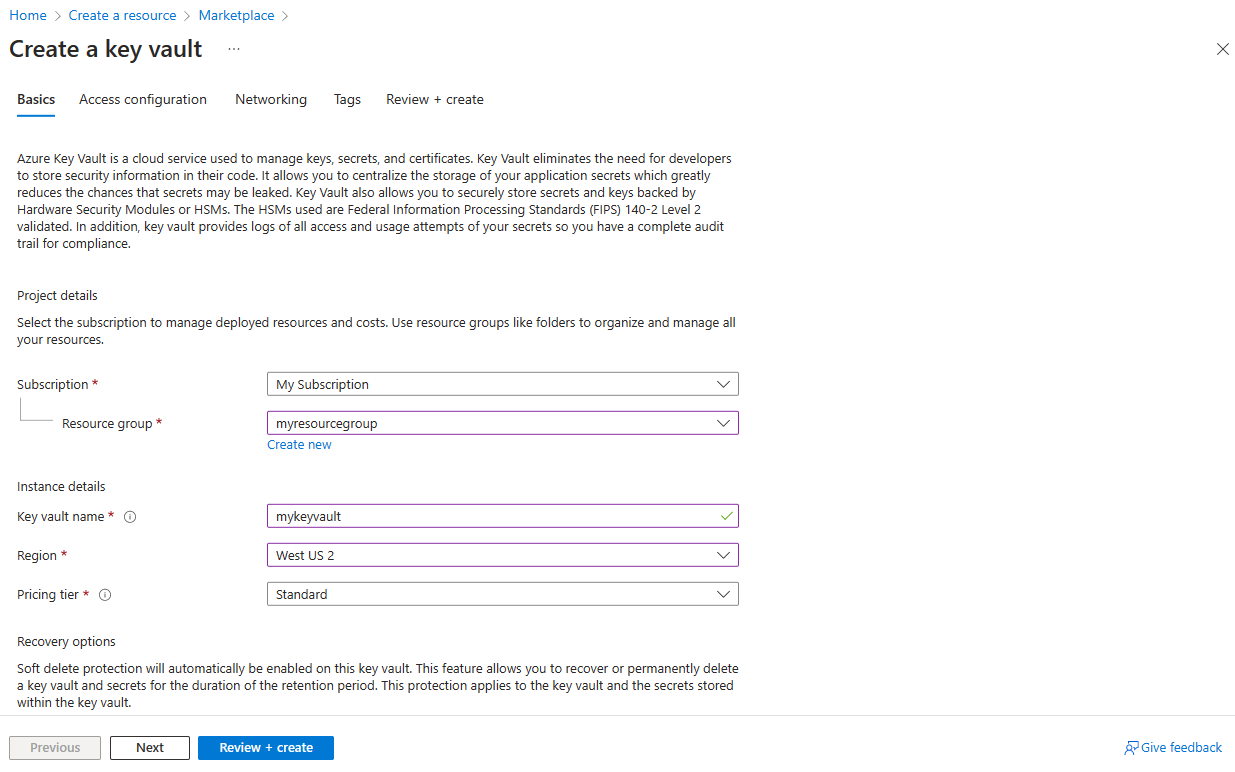 Home > Create a resource > Marketplace >
Create a key vault ...
Basics Access configuration Networking Tags Review + create
Azure Key Vault is a cloud service used to manage keys, secrets, and certificates. Key Vault eliminates the need for developers
to store security information in their code. It allows you to centralize the storage of your application secrets which greatly
reduces the chances that secrets may be leaked. Key Vault also allows you to securely store secrets and keys backed by
Hardware Security Modules or HSMs. The HSMs used are Federal Information Processing Standards (FIPS) 140-2 Level 2
validated. In addition, key vault provides logs of all access and usage attempts of your secrets so you have a complete audit
trail for compliance.
Project details
Select the subscription to manage deployed resources and costs. Use resource groups like folders to organize and manage all
your resources.
Subscription * My Subscription
Resource group * myresourcegroup
Create new
Instance details
Key vault name * mykeyvault
Region * West US 2
Pricing tier * Standard
Recovery options
Soft delete protection will automatically be enabled on this key vault. This feature allows you to recover or permanently delete
a key vault and secrets for the duration of the retention period. This protection applies to the key vault and the secrets stored
within the key vault.
Previous Next Review + create Give feedback